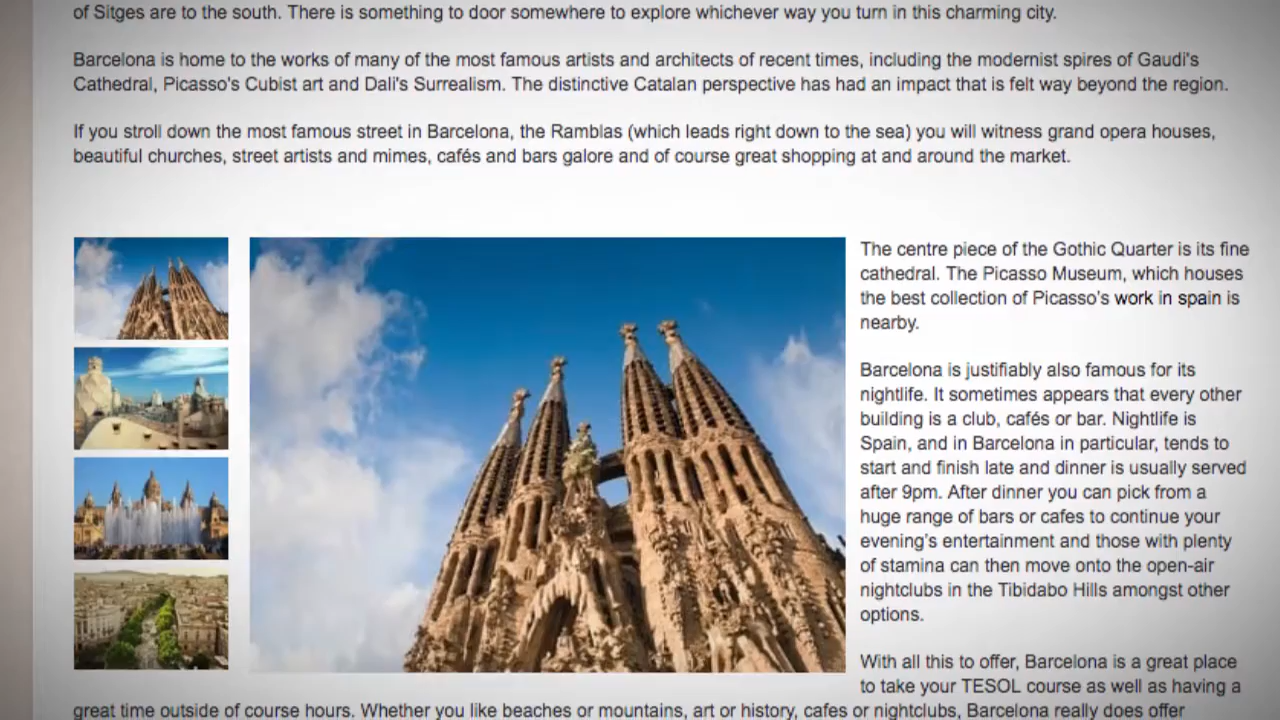 of Sitges are to the south. There is something to door somewhere to explore whichever way you turn in this charming city.
Barcelona is home to the works of many of the most famous artists and architects of recent times, including the modernist spires of Gaudi's
Cathedral, Picasso's Cubist art and Dali's Surrealism. The distinctive Catalan perspective has had an impact that is felt way beyond the region.
If you stroll down the most famous street in Barcelona, the Ramblas (which leads right down to the sea) you will witness grand opera houses,
beautiful churches, street artists and mimes, cafés and bars galore and of course great shopping at and around the market.
The centre piece of the Gothic Quarter is its fine
cathedral. The Picasso Museum, which houses
the best collection of Picasso's work in spain is
nearby.
Barcelona is justifiably also famous for its
nightlife. It sometimes appears that every other
building is a club, cafés or bar. Nightlife is
Spain, and in Barcelona in particular, tends to
start and finish late and dinner is usually served
after 9pm. After dinner you can pick from a
huge range of bars or cafes to continue your
evening's entertainment and those with plenty
of stamina can then move onto the open-air
nightclubs in the Tibidabo Hills amongst other
options.
With all this to offer, Barcelona is a great place
to take your TESOL course as well as having a
great time outside of course hours. Whether you like beaches or mountains, art or history, cafes or nightclubs, Barcelona really does offer